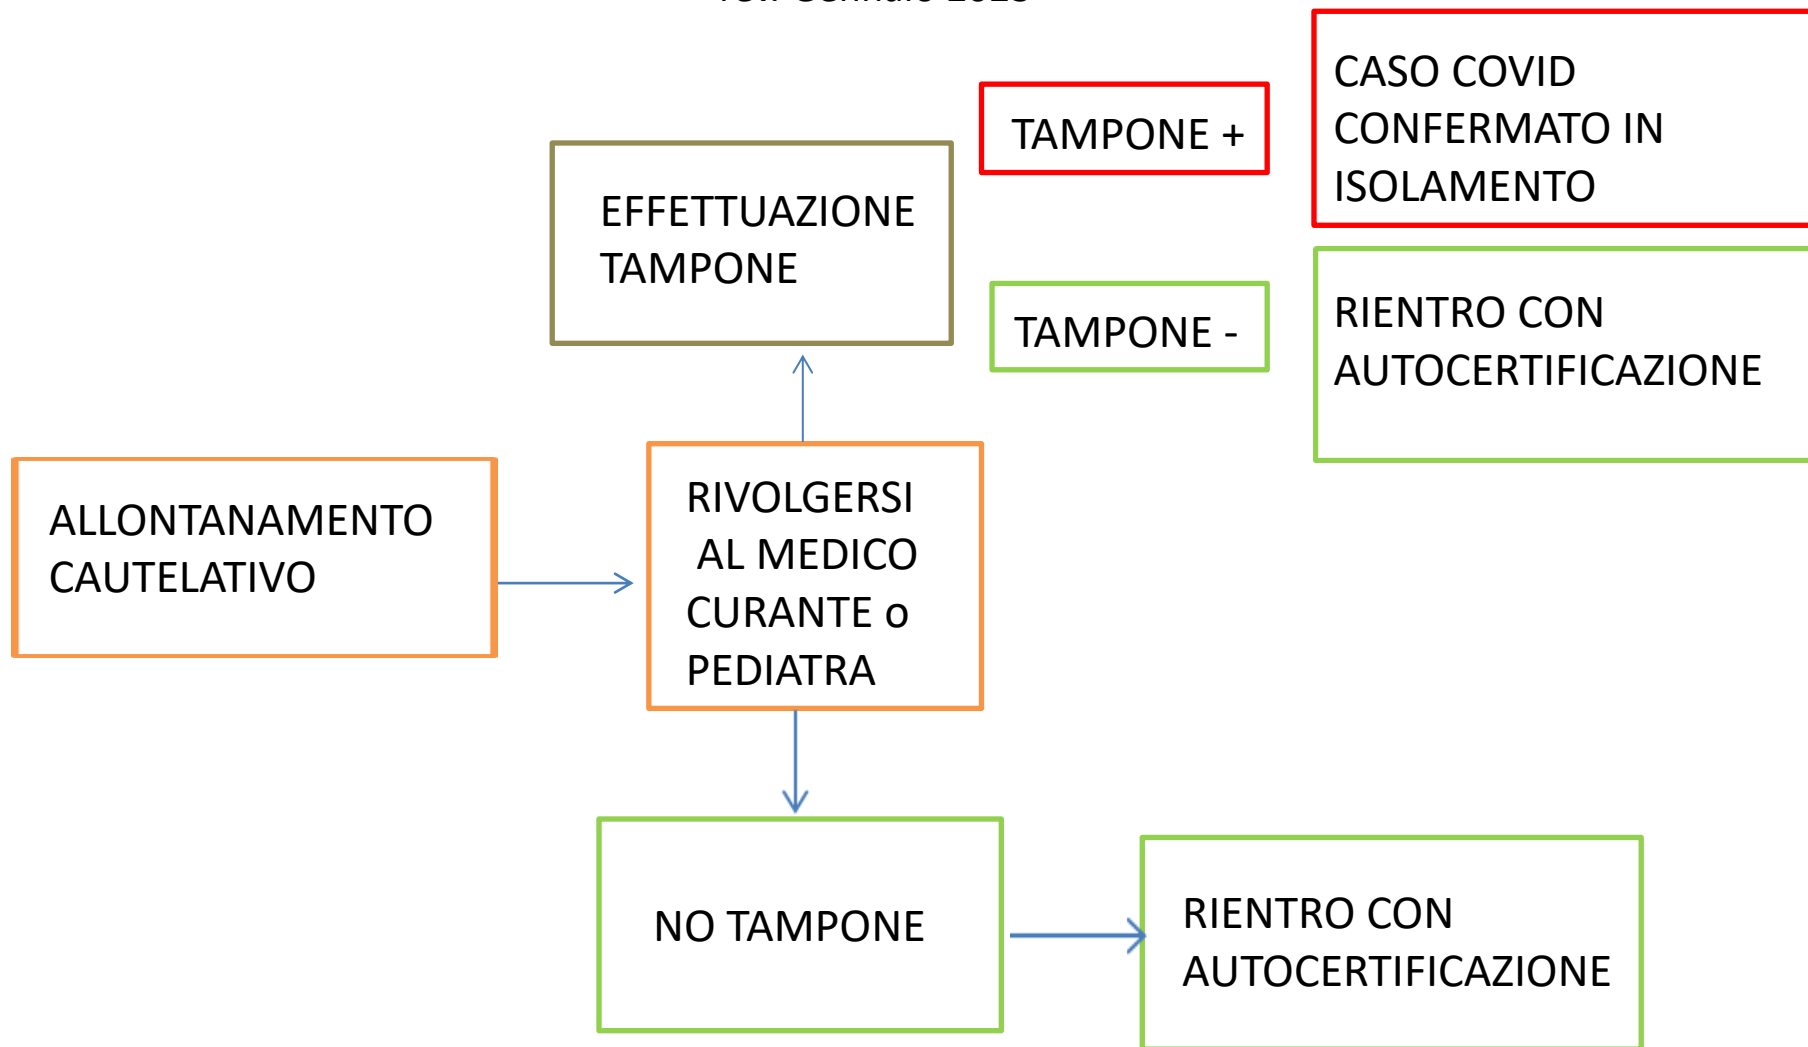 CASO COVID
CONFERMATO IN
ISOLAMENTO
TAMPONE +
EFFETTUAZIONE
TAMPONE
TAMPONE -
RIENTRO CON
AUTOCERTIFICAZIONE
ALLONTANAMENTO
CAUTELATIVO
RIVOLGERSI
AL MEDICO
CURANTE o
PEDIATRA
NO TAMPONE
RIENTRO CON
AUTOCERTIFICAZIONE